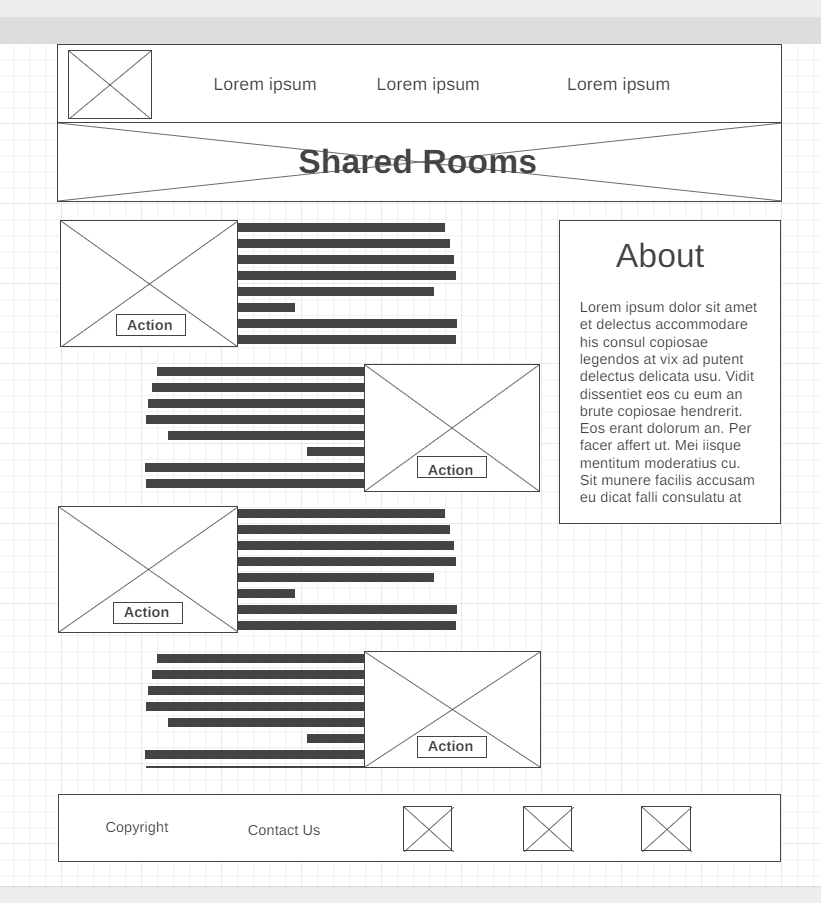 Lorem ipsum Lorem ipsum Lorem ipsum
Shared Rooms
Action
Action
Action
Action
About
Lorem ipsum dolor sit amet
et delectus accommodare
his consul copiosae
legendos at vix ad putent
delectus delicata usu. Vidit
dissentiet eos cu eum an
brute copiosae hendrerit.
Eos erant dolorum an. Per
facer affert ut. Mei iisque
mentitum moderatius cu.
Sit munere facilis accusam
eu dicat falli consulatu at
Copyright
Contact Us